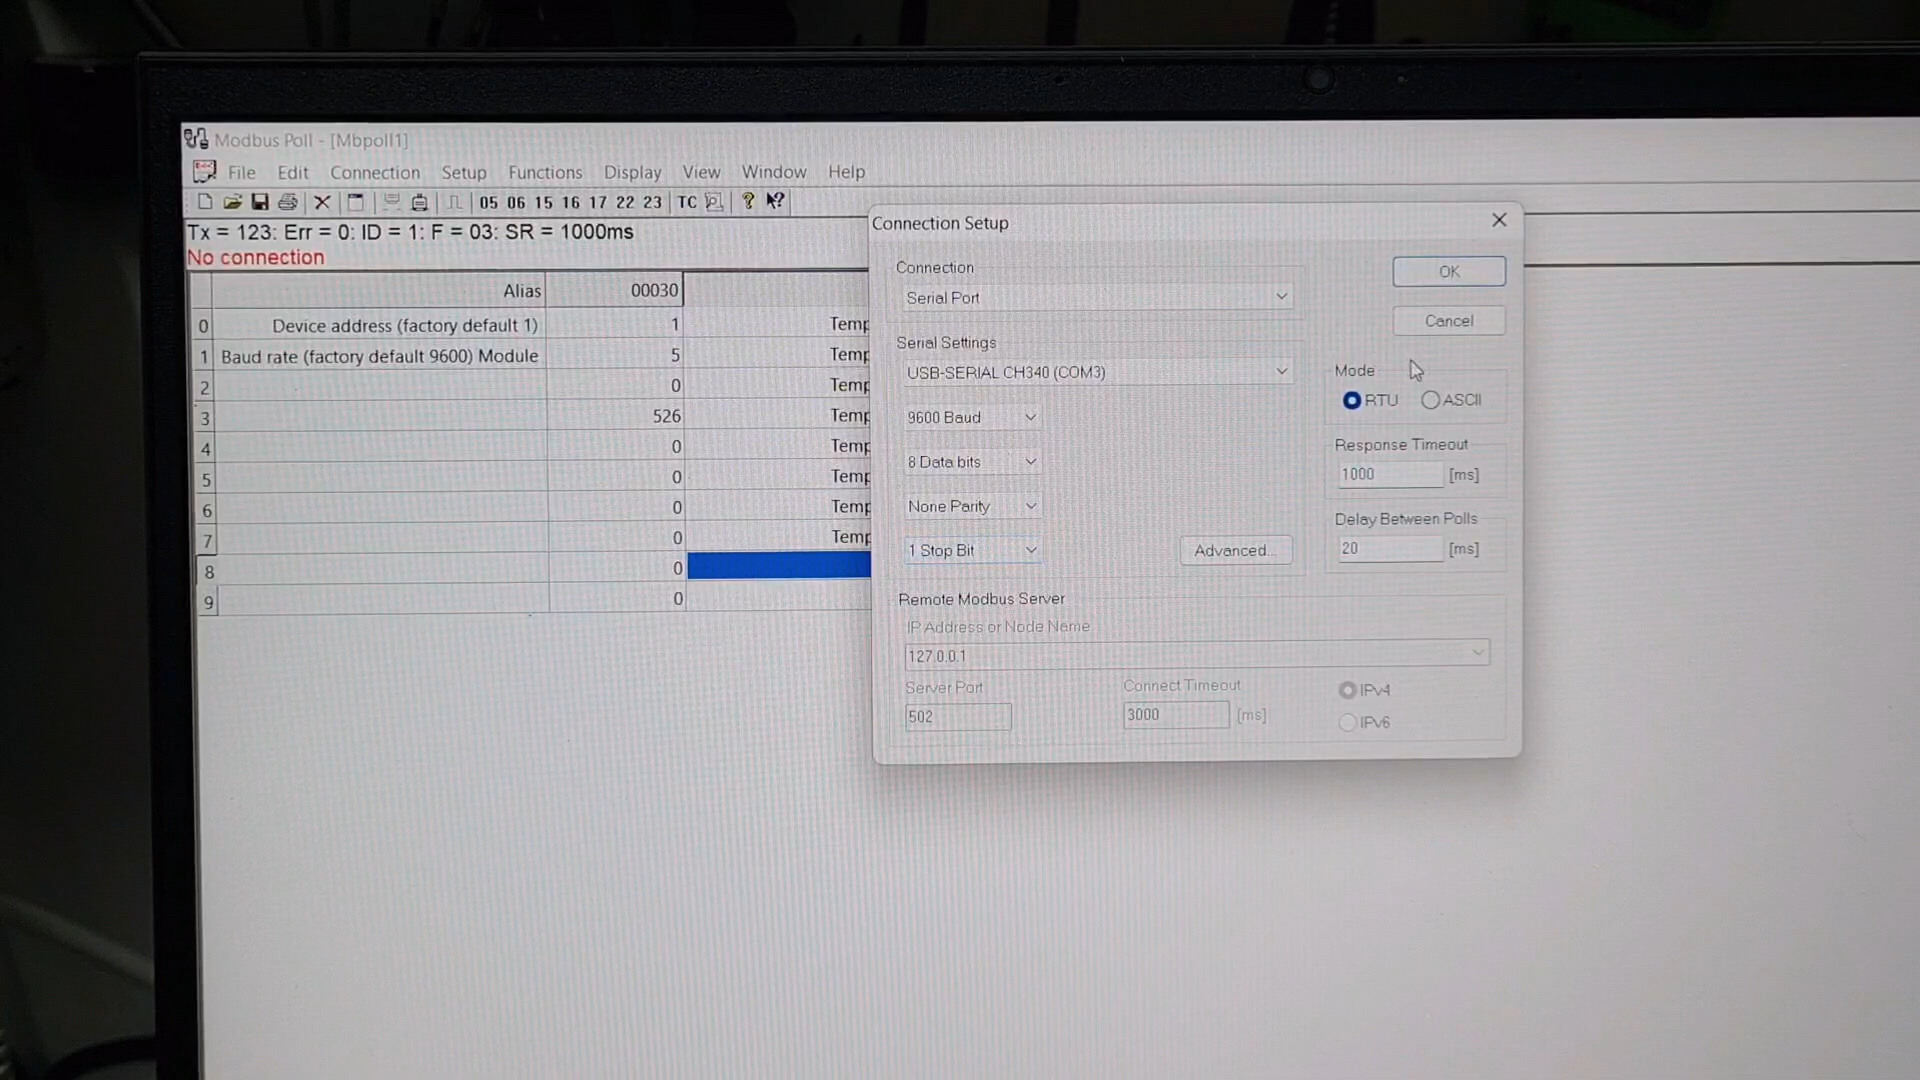 Modbus Poll - [Mbpoll1]
File Edit Connection Setup Functions Display View Window Help
05 06 15 16 17 22 23 TC
Tx = 123: Err = 0: ID = 1: F = 03: SR = 1000ms
No connection
Alias 00030
0 Device address (factory default 1) 1 Temp
1 Baud rate (factory default 9600) Module 5 Temp
2 0 Temp
3 526 Temp
4 0 Temp
5 0 Temp
6 0 Temp
7 0 Temp
8 0
9 0
Connection Setup
Connection
Serial Port
OK
Cancel
Serial Settings
USB-SERIAL CH340 (COM3)
9600 Baud
8 Data bits
None Parity
1 Stop Bit
Advanced...
Mode
RTU ASCII
Response Timeout
1000 [ms]
Delay Between Polls
20 [ms]
Remote Modbus Server
IP Address or Node Name
127.0.0.1
Server Port
502
Connect Timeout
3000 [ms]
IPv4
IPv6